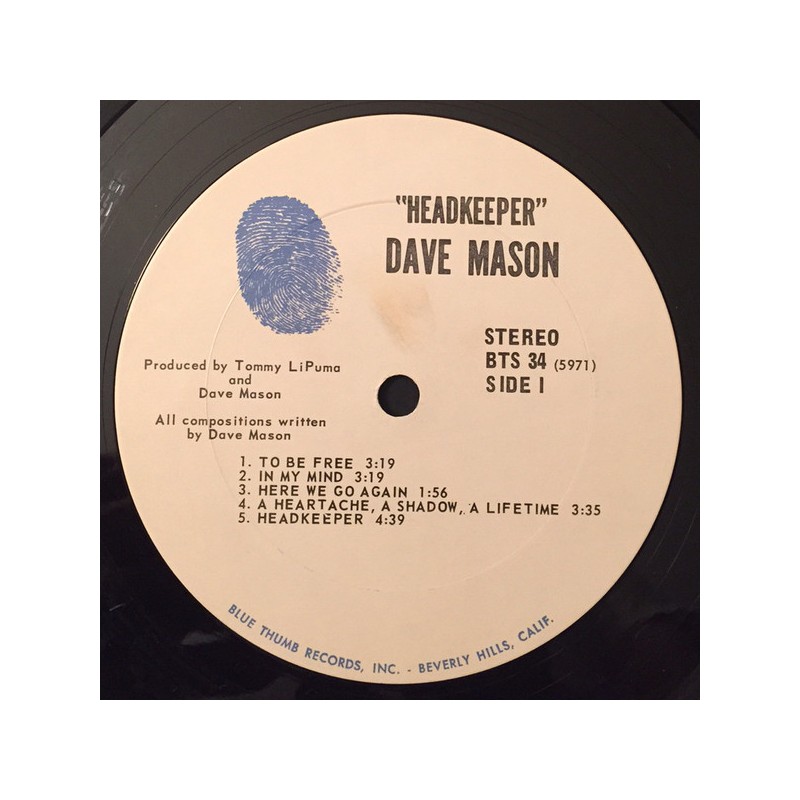 "HEADKEEPER"
DAVE MASON
STEREO
BTS 34 (5971)
SIDE I
Produced by Tommy LiPuma
and
Dave Mason
All compositions written
by Dave Mason
1. TO BE FREE 3:19
2. IN MY MIND 3:19
3. HERE WE GO AGAIN 1:56
4. A HEARTACHE, A SHADOW, A LIFETIME 3:35
5. HEADKEEPER 4:39
BLUE THUMB RECORDS, INC. - BEVERLY HILLS, CALIF.